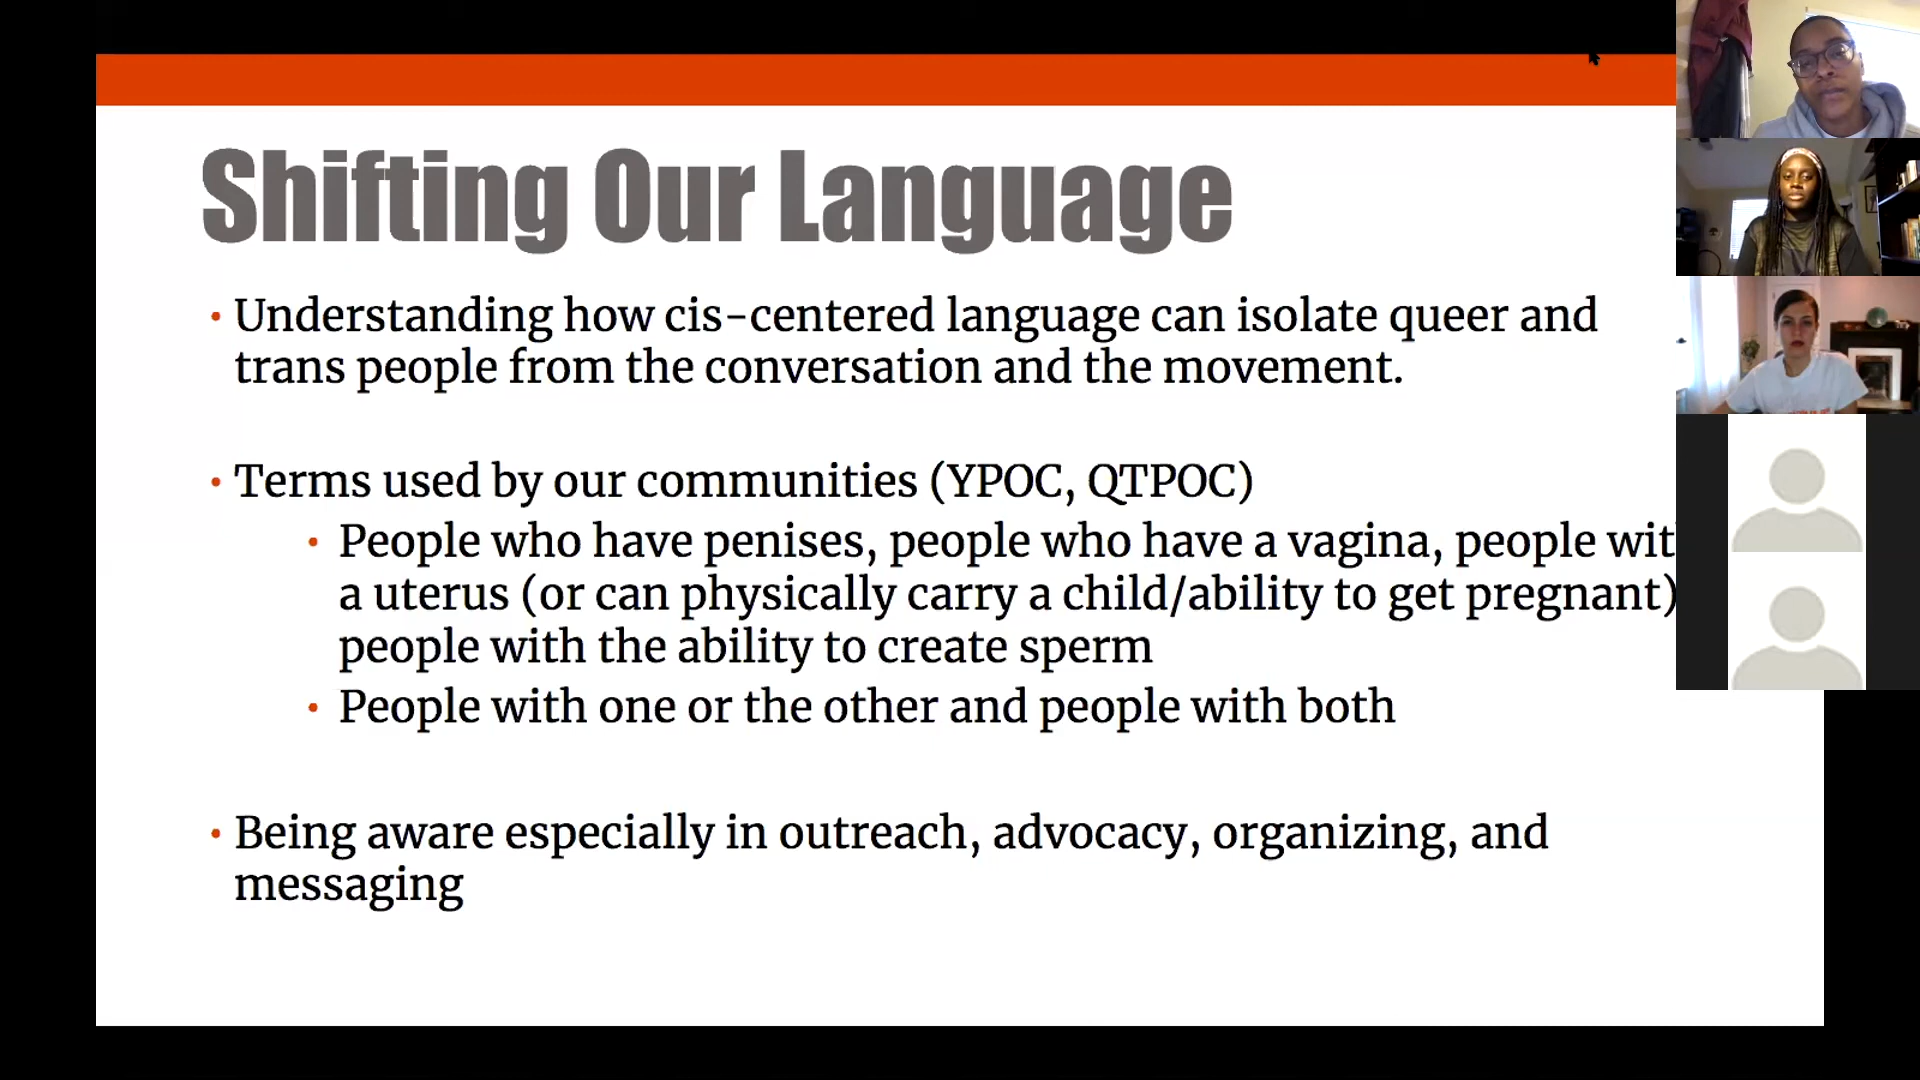 Shifting Our Language
• Understanding how cis-centered language can isolate queer and
trans people from the conversation and the movement.
• Terms used by our communities (YPOC, QTPOC)
• People who have penises, people who have a vagina, people wit
a uterus (or can physically carry a child/ability to get pregnant)
people with the ability to create sperm
• People with one or the other and people with both
• Being aware especially in outreach, advocacy, organizing, and
messaging